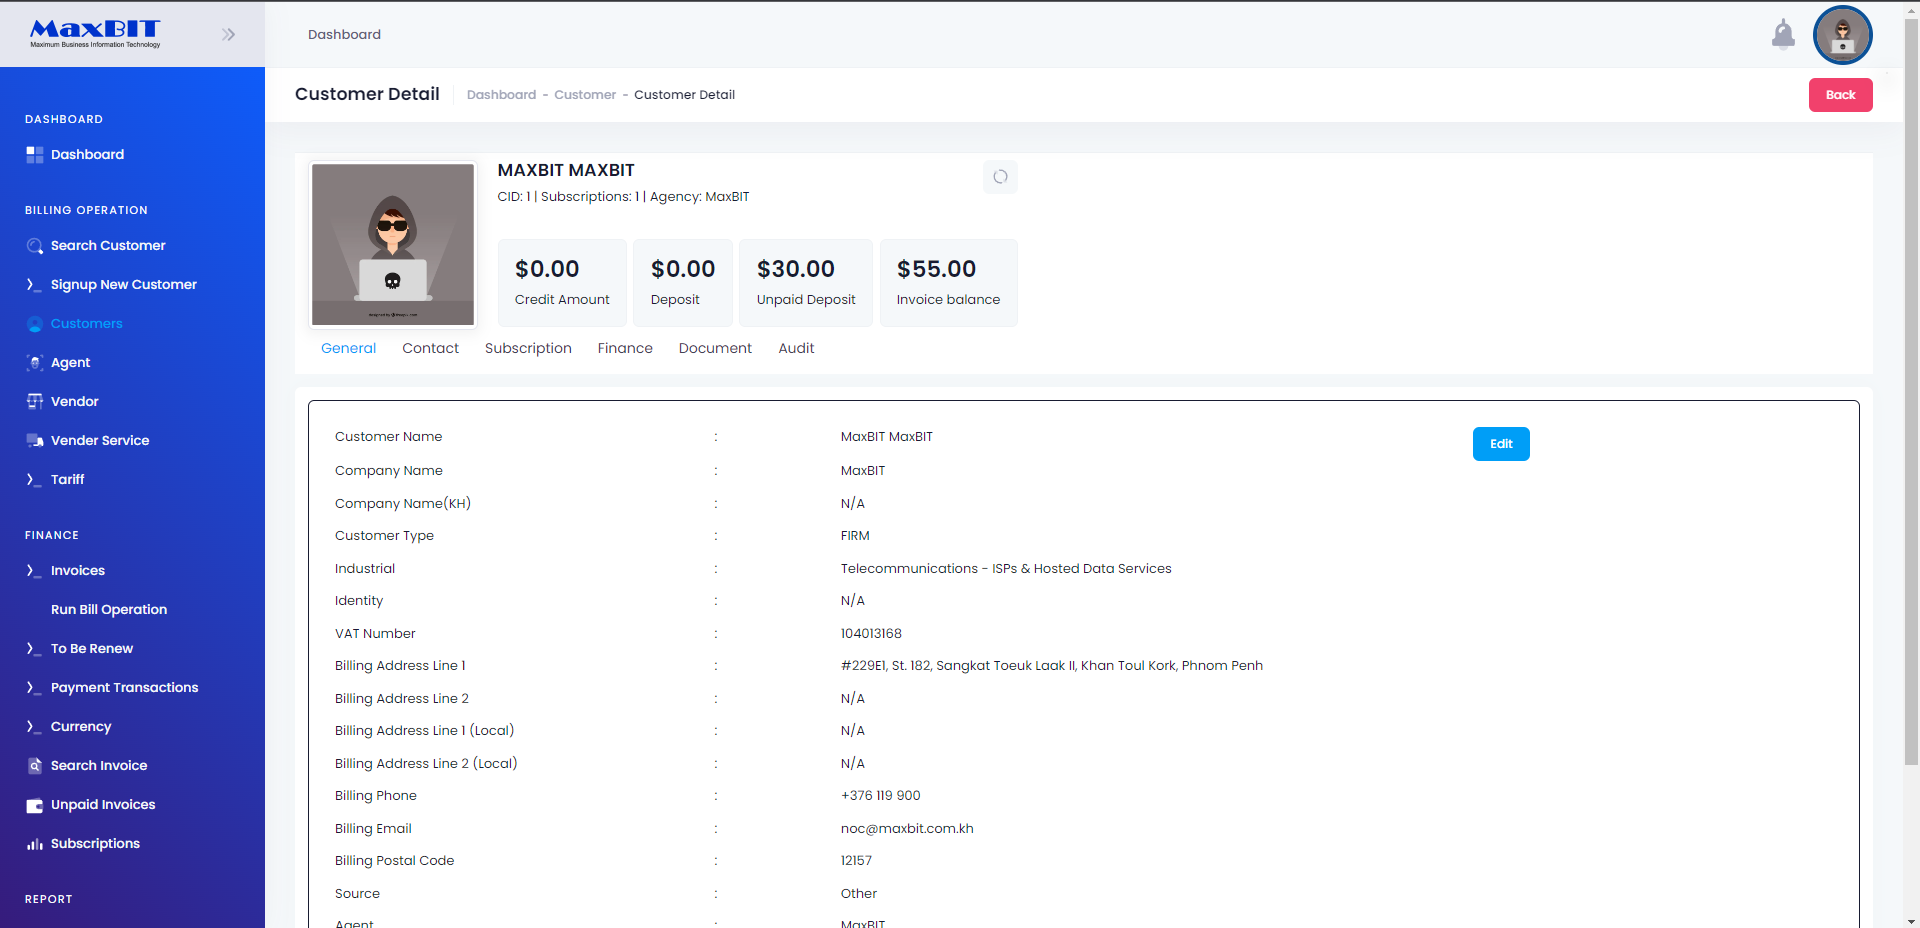 MaxBIT
Maximum Business Information Technology
Dashboard
DASHBOARD
Dashboard
BILLING OPERATION
Search Customer
Signup New Customer
Customers
Agent
Vendor
Vender Service
Tariff
FINANCE
Invoices
Run Bill Operation
To Be Renew
Payment Transactions
Currency
Search Invoice
Unpaid Invoices
Subscriptions
REPORT
Customer Detail
Dashboard - Customer - Customer Detail
Back
MAXBIT MAXBIT
CID: 1 | Subscriptions: 1 | Agency: MaxBIT
$0.00
Credit Amount
$0.00
Deposit
$30.00
Unpaid Deposit
$55.00
Invoice balance
General Contact Subscription Finance Document Audit
Customer Name : MaxBIT MaxBIT
Edit
Company Name : MaxBIT
Company Name(KH) : N/A
Customer Type : FIRM
Industrial : Telecommunications - ISPs & Hosted Data Services
Identity : N/A
VAT Number : 104013168
Billing Address Line 1 : #229E1, St. 182, Sangkat Toeuk Laak II, Khan Toul Kork, Phnom Penh
Billing Address Line 2 : N/A
Billing Address Line 1 (Local) : N/A
Billing Address Line 2 (Local) : N/A
Billing Phone : +376 119 900
Billing Email : noc@maxbit.com.kh
Billing Postal Code : 12157
Source : Other
Agent : MaxBIT